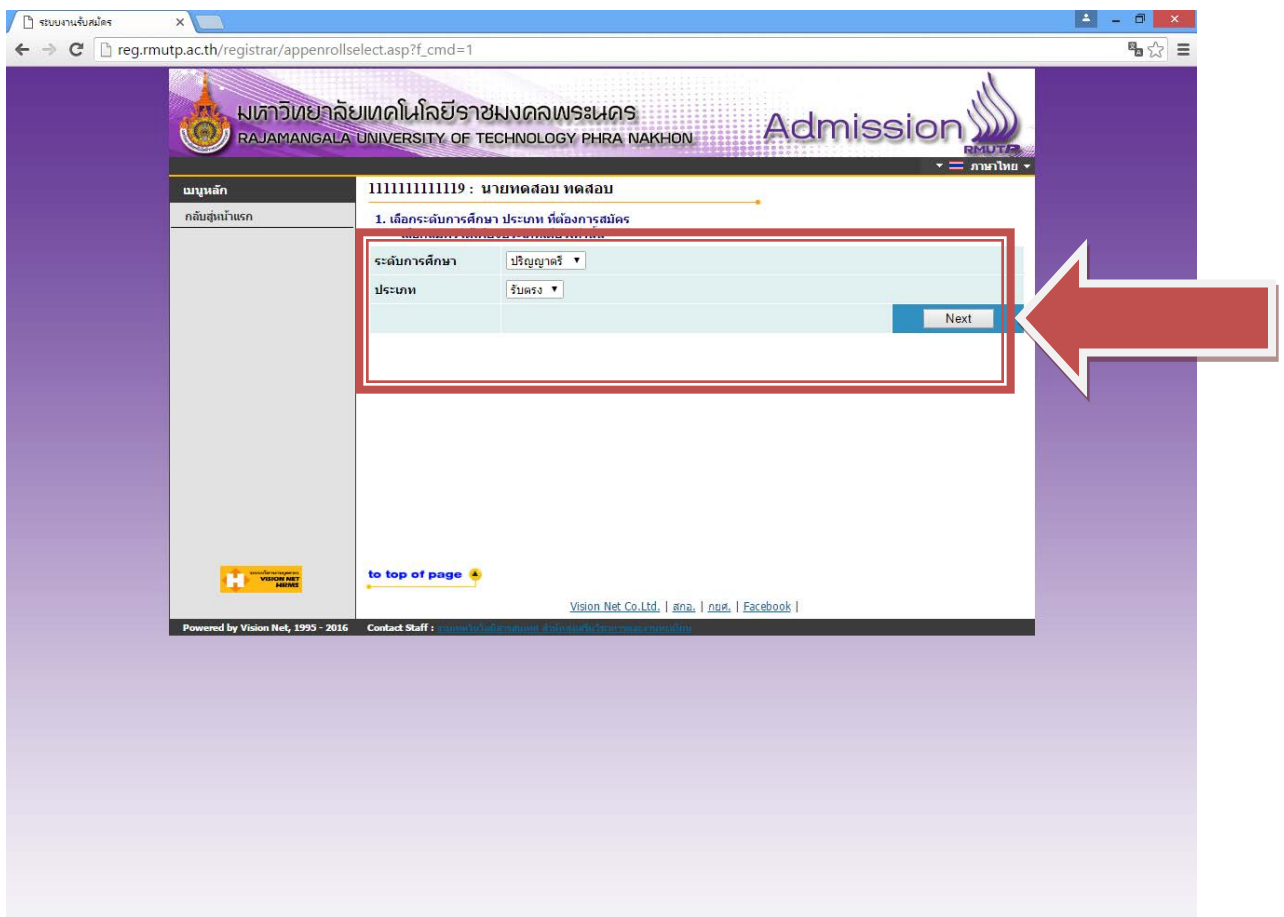 ระบบงานรับสมัคร
reg.rmutp.ac.th/registrar/appenrollselect.asp?f_cmd=1
มหาวิทยาลัยเทคโนโลยีราชมงคลพระนคร
RAJAMANGALA UNIVERSITY OF TECHNOLOGY PHRA NAKHON
Admission
RMUTP
ภาษาไทย
เมนูหลัก
1111111111119 : นายทดสอบ ทดสอบ
กลับสู่หน้าแรก
1. เลือกระดับการศึกษา ประเภท ที่ต้องการสมัคร
ระดับการศึกษา ปริญญาตรี
ประเภท รับตรง
Next
VISION NET
HRMS
to top of page
Vision Net Co.Ltd. | สกอ. | กยศ. | Facebook |
Powered by Vision Net, 1995 - 2016 Contact Staff :